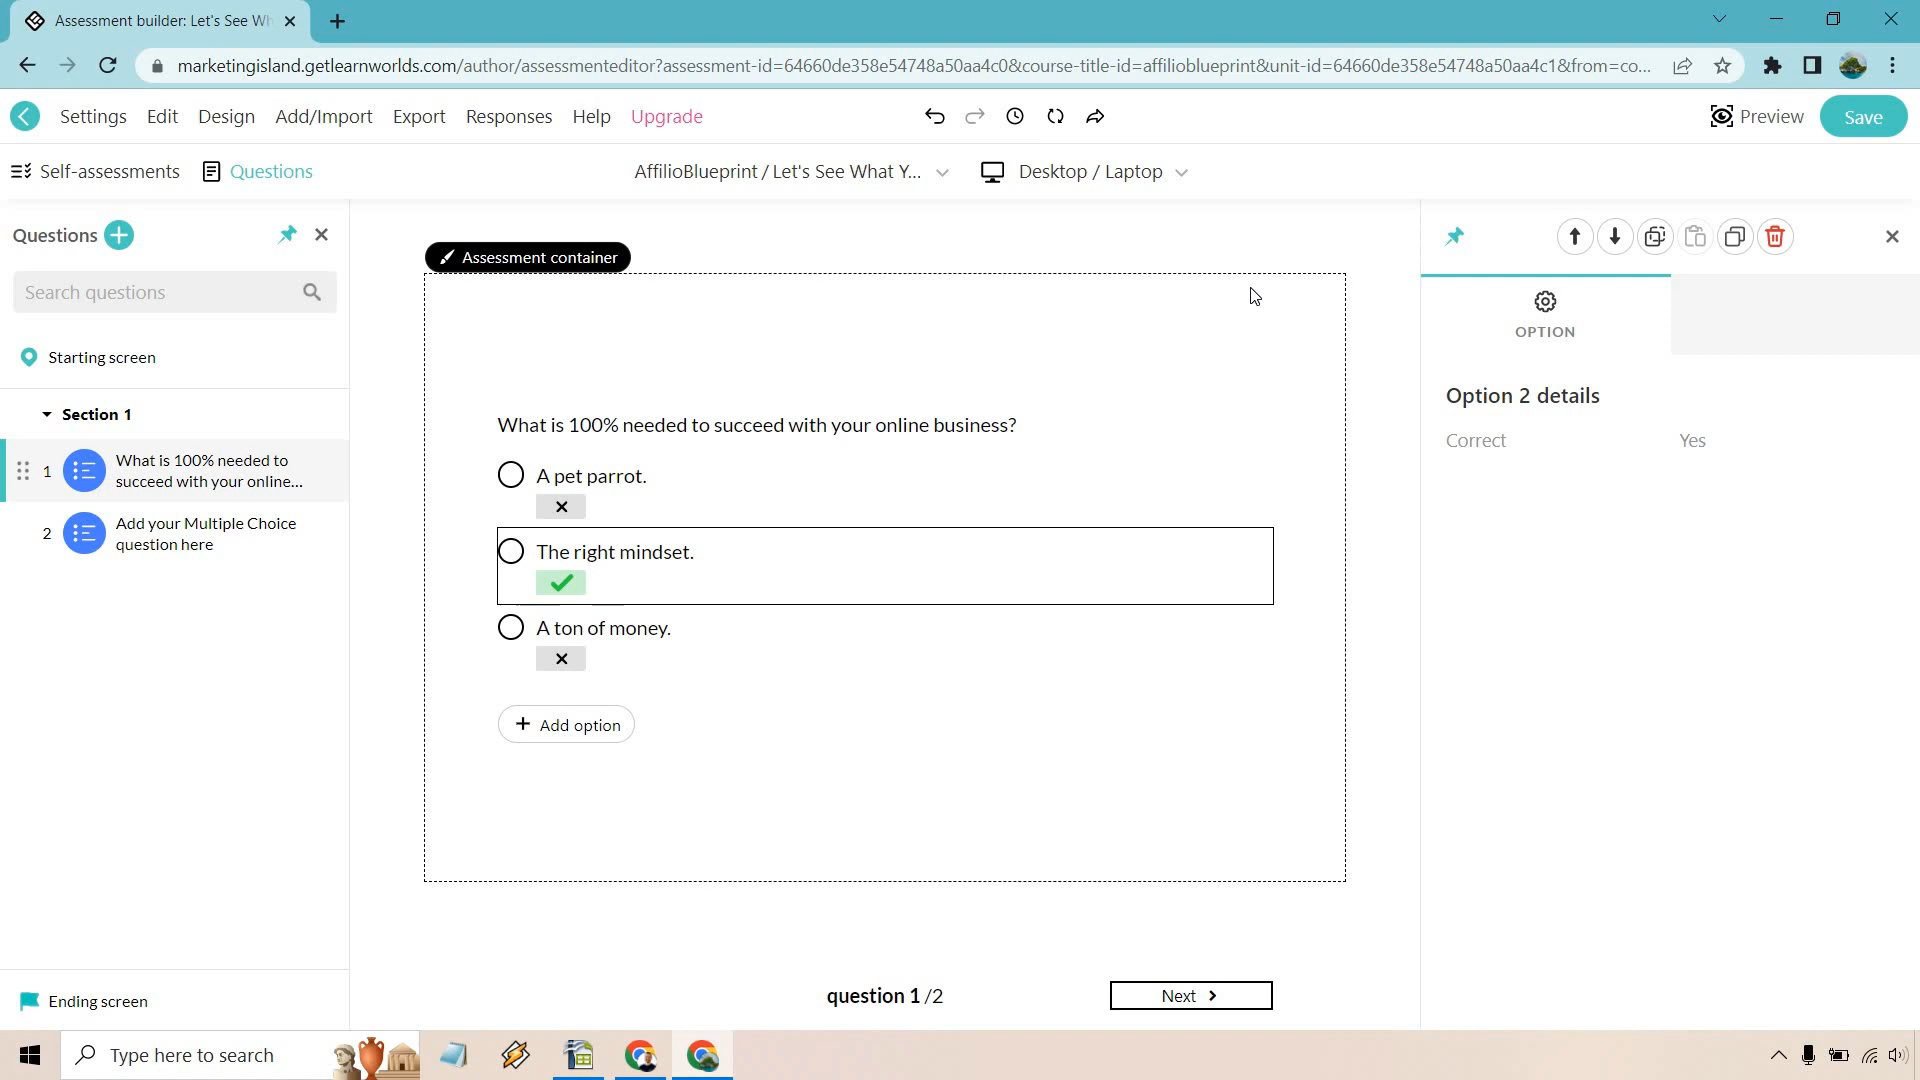 Assessment builder: Let's See Wh
marketingisland.getlearnworlds.com/author/assessmenteditor?assessment-id=64660de358e54748a50aa4c0&course-title-id=affilioblueprint&unit-id=64660de358e54748a50aa4c1&from=co...
Settings Edit Design Add/Import Export Responses Help Upgrade Preview Save
Self-assessments Questions AffilioBlueprint / Let's See What Y... Desktop / Laptop
Questions
Search questions
Starting screen
Section 1
1 What is 100% needed to
succeed with your online...
2 Add your Multiple Choice
question here
Ending screen
Assessment container
What is 100% needed to succeed with your online business?
A pet parrot.
The right mindset.
A ton of money.
+ Add option
question 1 /2
Next
OPTION
Option 2 details
Correct Yes
Type here to search